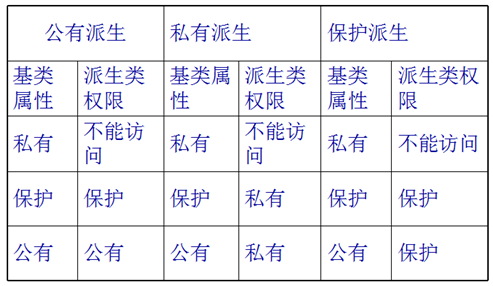 公有派生 私有派生 保护派生
基类属性 派生类权限 基类属性 派生类权限 基类属性 派生类权限
私有 不能访问 私有 不能访问 私有 不能访问
保护 保护 保护 私有 保护 保护
公有 公有 公有 私有 公有 保护